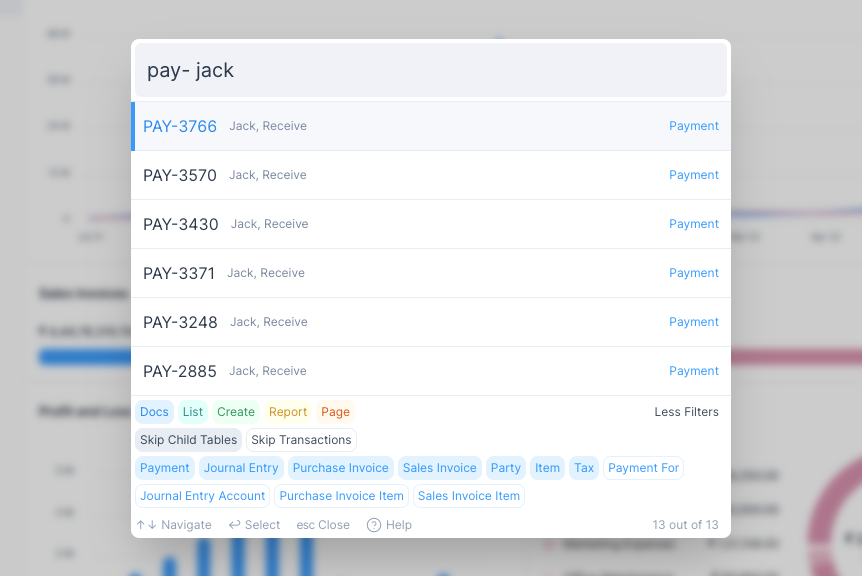 pay- jack
PAY-3766 Jack, Receive Payment
PAY-3570 Jack, Receive Payment
PAY-3430 Jack, Receive Payment
PAY-3371 Jack, Receive Payment
PAY-3248 Jack, Receive Payment
PAY-2885 Jack, Receive Payment
Docs List Create Report Page Less Filters
Skip Child Tables Skip Transactions
Payment Journal Entry Purchase Invoice Sales Invoice Party Item Tax Payment For
Journal Entry Account Purchase Invoice Item Sales Invoice Item
↑ ↓ Navigate ↩ Select esc Close ? Help 13 out of 13
Sales Invoices